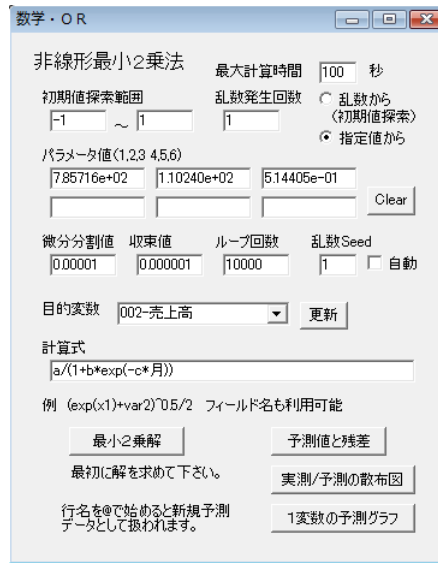 数学・OR
非線形最小2乗法
最大計算時間 100 秒
初期値探索範囲 乱数発生回数 乱数から
(初期値探索)
-1 ～ 1 1
指定値から
パラメータ値(1,2,3 4,5,6)
7.85716e+02 1.10240e+02 5.14405e-01
Clear
微分分割値 収束値 ループ回数 乱数Seed
0.00001 0.000001 10000 1 自動
目的変数 002-売上高 更新
計算式
a/(1+b*exp(-c*月))
例 (exp(x1)+var2)^0.5/2 フィールド名も利用可能
最小2乗解 予測値と残差
最初に解を求めて下さい。 実測/予測の散布図
行名を@で始めると新規予測
データとして扱われます。 1変数の予測グラフ